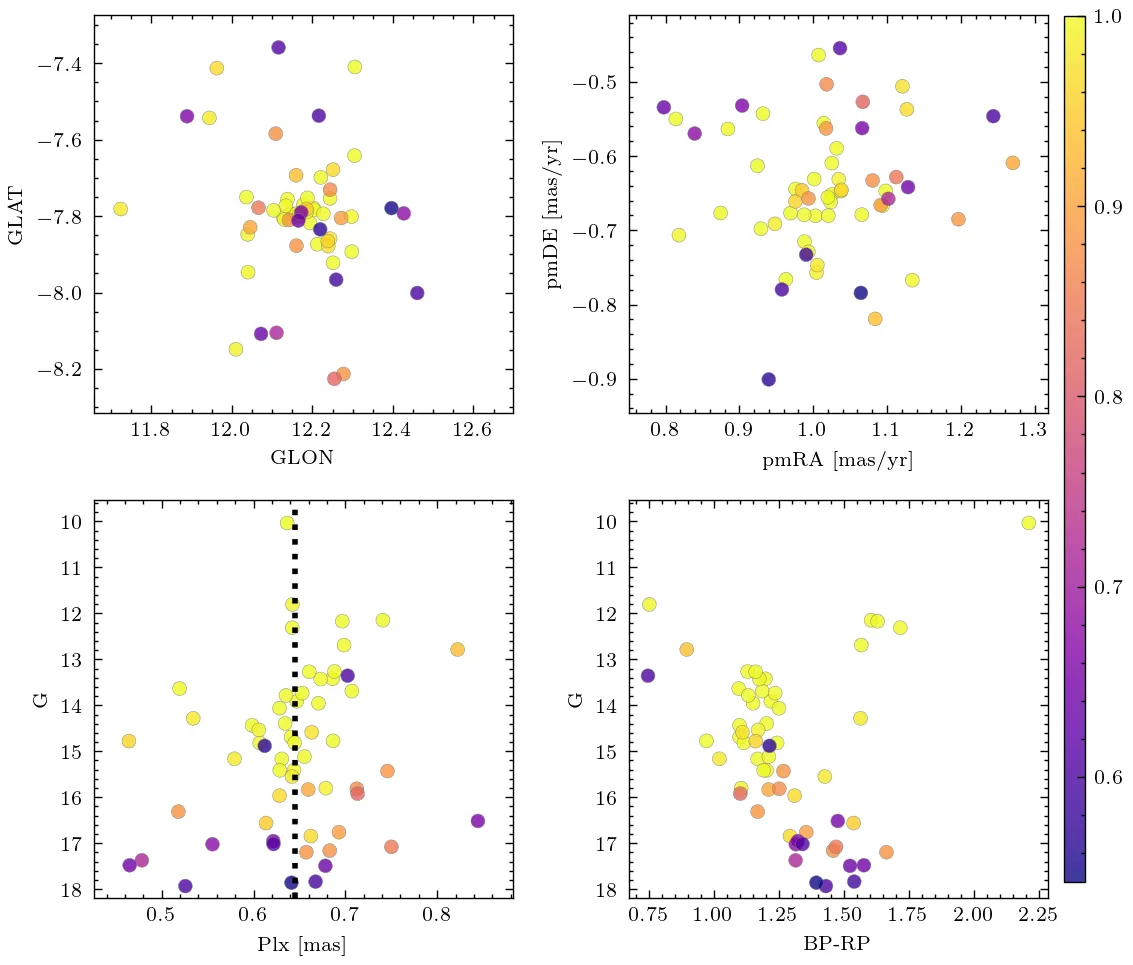 −7.4
−7.6
−7.8
−8.0
−8.2
GLAT
11.8 12.0 12.2 12.4 12.6
GLON
−0.5
−0.6
−0.7
−0.8
−0.9
pmDE [mas/yr]
0.8 0.9 1.0 1.1 1.2 1.3
pmRA [mas/yr]
10
11
12
13
14
15
16
17
18
G
0.5 0.6 0.7 0.8
Plx [mas]
10
11
12
13
14
15
16
17
18
G
0.75 1.00 1.25 1.50 1.75 2.00 2.25
BP-RP
1.0
0.9
0.8
0.7
0.6